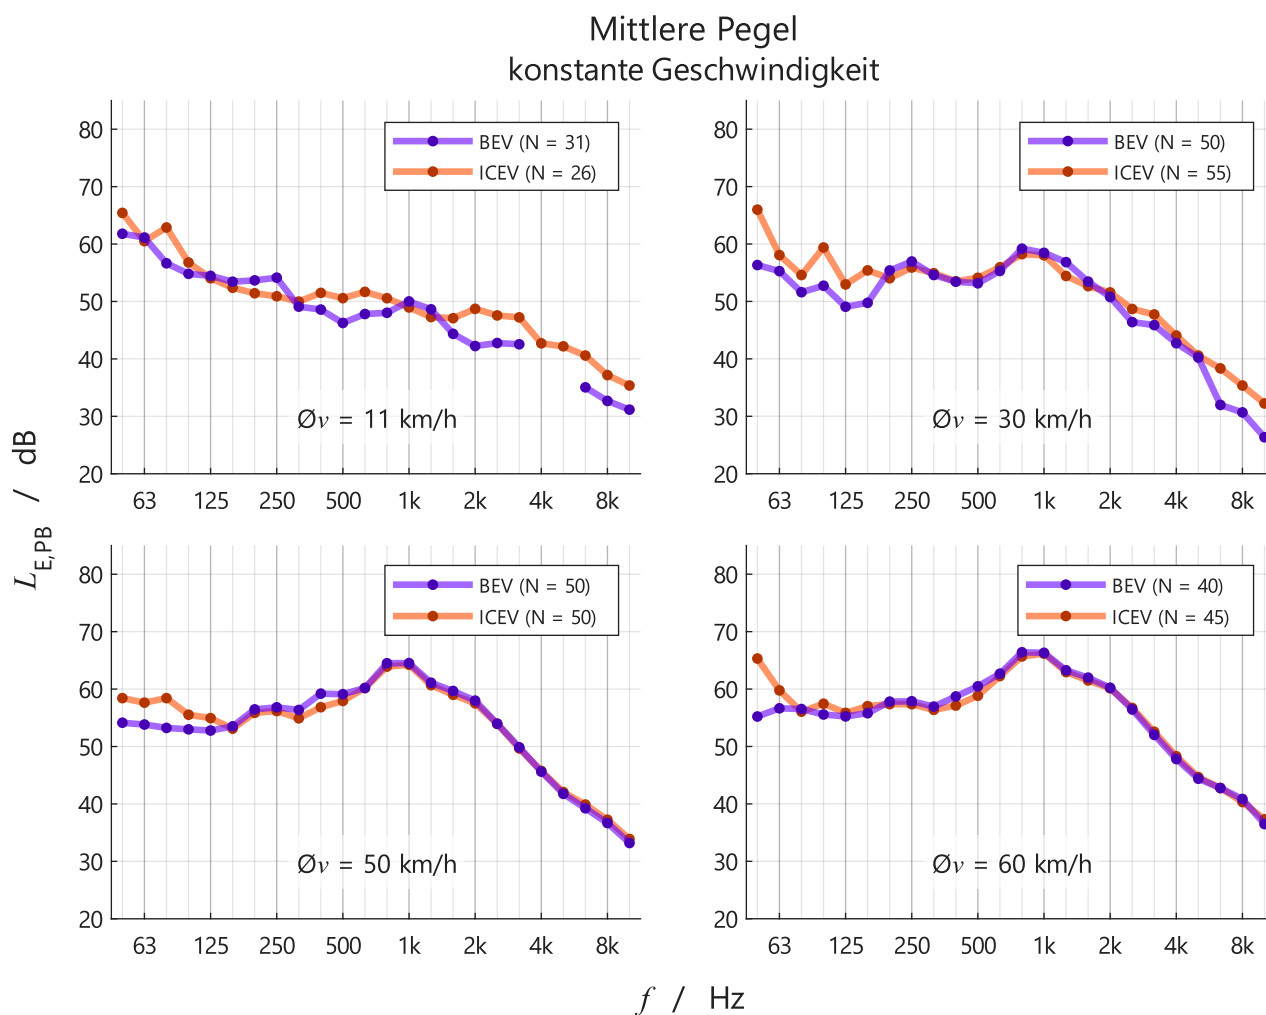 Mittlere Pegel
konstante Geschwindigkeit
80
70
60
50
40
30
20
BEV (N = 31)
ICEV (N = 26)
Øv = 11 km/h
63 125 250 500 1k 2k 4k 8k
80
70
60
50
40
30
20
BEV (N = 50)
ICEV (N = 55)
Øv = 30 km/h
63 125 250 500 1k 2k 4k 8k
L_E,PB / dB
80
70
60
50
40
30
20
BEV (N = 50)
ICEV (N = 50)
Øv = 50 km/h
63 125 250 500 1k 2k 4k 8k
80
70
60
50
40
30
20
BEV (N = 40)
ICEV (N = 45)
Øv = 60 km/h
63 125 250 500 1k 2k 4k 8k
f / Hz